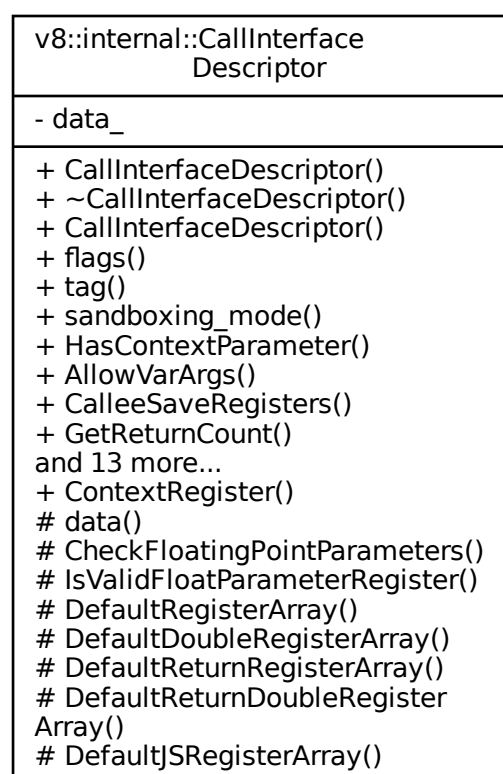 v8::internal::CallInterface
Descriptor
- data_
+ CallInterfaceDescriptor()
+ ~CallInterfaceDescriptor()
+ CallInterfaceDescriptor()
+ flags()
+ tag()
+ sandboxing_mode()
+ HasContextParameter()
+ AllowVarArgs()
+ CalleeSaveRegisters()
+ GetReturnCount()
and 13 more...
+ ContextRegister()
# data()
# CheckFloatingPointParameters()
# IsValidFloatParameterRegister()
# DefaultRegisterArray()
# DefaultDoubleRegisterArray()
# DefaultReturnRegisterArray()
# DefaultReturnDoubleRegister
Array()
# DefaultJSRegisterArray()